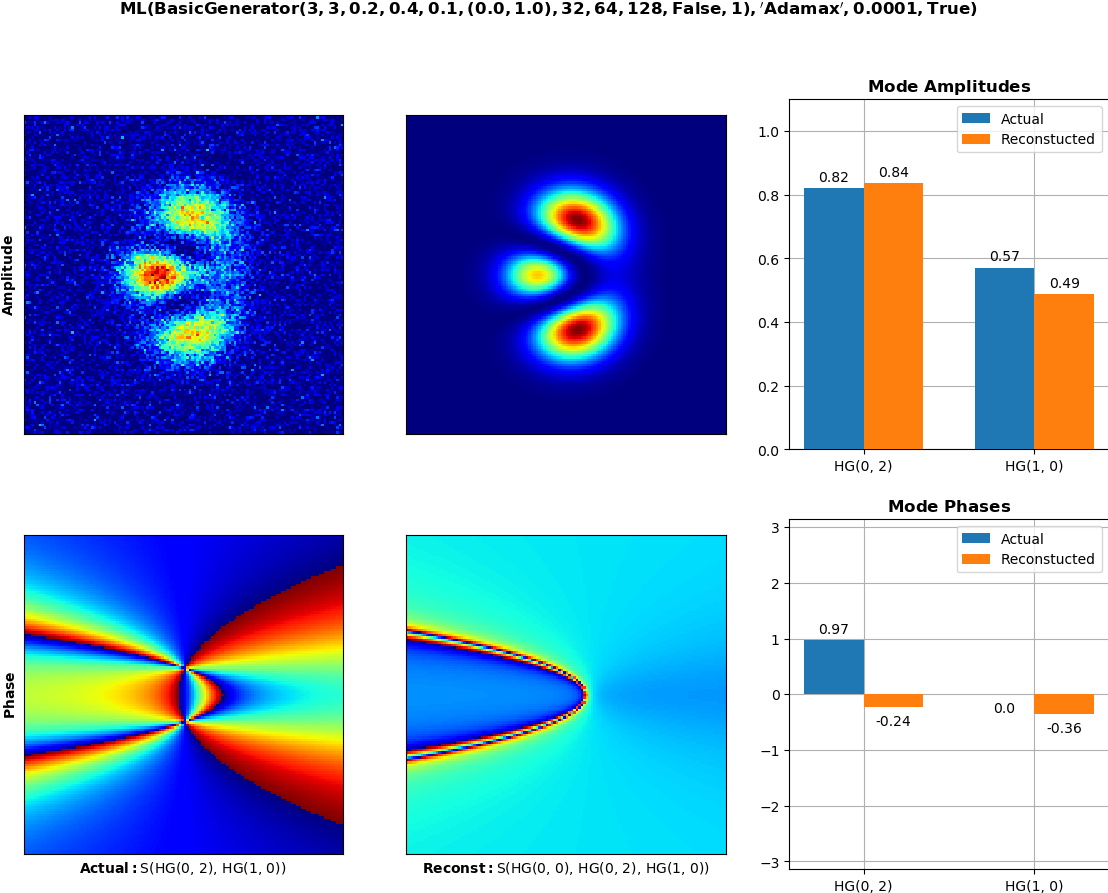 ML(BasicGenerator(3, 3, 0.2, 0.4, 0.1, (0.0, 1.0), 32, 64, 128, False, 1), 'Adamax', 0.0001, True)
Amplitude
Mode Amplitudes
Actual
Reconstucted
1.0
0.8
0.6
0.4
0.2
0.0
0.82
0.84
0.57
0.49
HG(0, 2)
HG(1, 0)
Phase
Actual: S(HG(0, 2), HG(1, 0))
Reconst: S(HG(0, 0), HG(0, 2), HG(1, 0))
Mode Phases
Actual
Reconstucted
3
2
1
0
−1
−2
−3
0.97
-0.24
0.0
-0.36
HG(0, 2)
HG(1, 0)